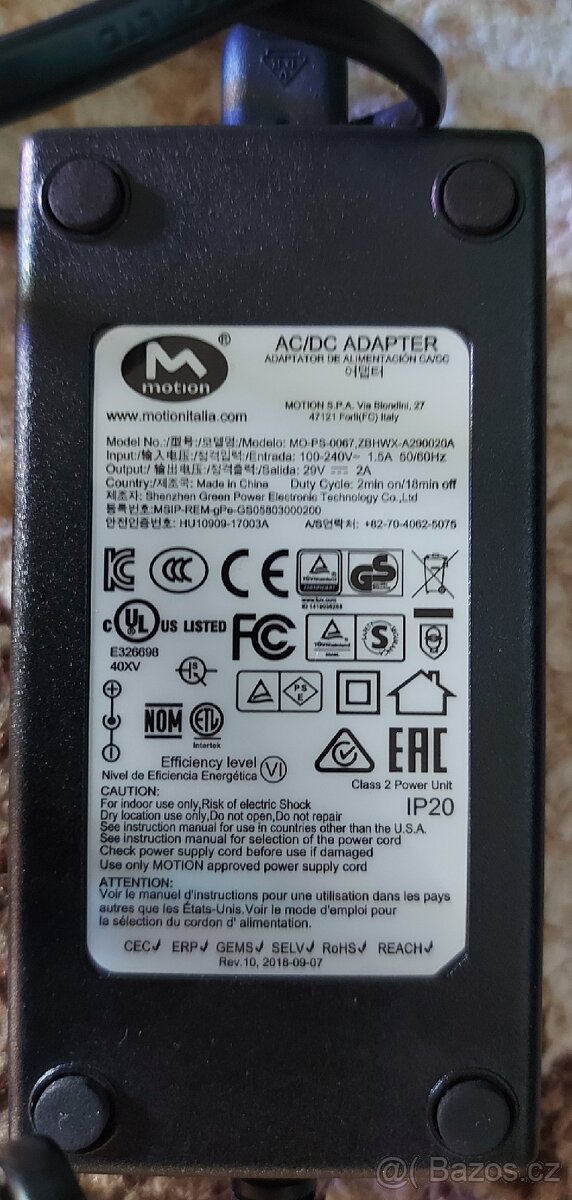 AC/DC ADAPTER
ADAPTADOR DE ALIMENTACIÓN CA/CC
어댑터
M ®
motion
www.motionitalia.com
MOTION S.P.A. Via Biondini, 27
47121 Forlì(FC) Italy
Model No.:/型号:/모델명:/Modelo: MO-PS-0067,ZBHWX-A290020A
Input:/输入电压:/정격입력:/Entrada: 100-240V~ 1.5A 50/60Hz
Output:/ 输出电压:/정격출력:/Salida: 29V ⎓ 2A
Country:/제조국: Made in China Duty Cycle: 2min on/18min off
제조자: Shenzhen Green Power Electronic Technology Co.,Ltd
등록번호:MSIP-REM-gPe-GS05803000200
안전인증번호: HU10909-17003A A/S연락처: +82-70-4062-5075
KC CCC CE TÜVRheinland GS
C UL US LISTED FC TÜVRheinland S
E326698
40XV
PS
E
NOM ETL
Intertek
EAC
Efficiency level VI
Nivel de Eficiencia Energética
Class 2 Power Unit
IP20
CAUTION:
For indoor use only,Risk of electric Shock
Dry location use only,Do not open,Do not repair
See instruction manual for use in countries other than the U.S.A.
See instruction manual for selection of the power cord
Check power supply cord before use if damaged
Use only MOTION approved power supply cord
ATTENTION:
Voir le manuel d'instructions pour une utilisation dans les pays
autres que les États-Unis.Voir le mode d'emploi pour
la sélection du cordon d' alimentation.
CEC✓ ERP✓ GEMS✓ SELV✓ RoHS✓ REACH✓
Rev.10, 2018-09-07
@( Bazos.cz